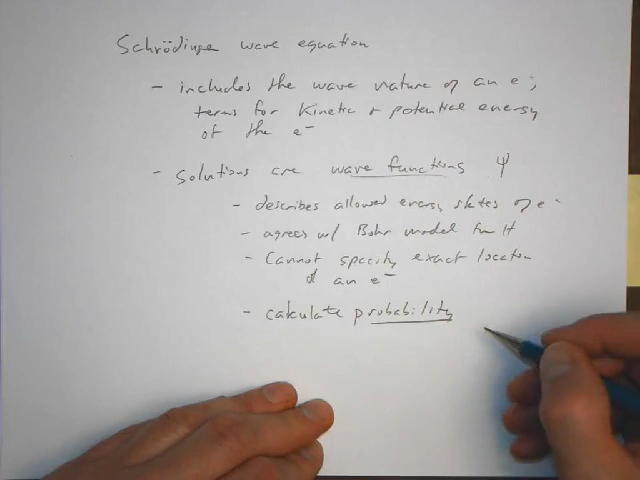 Schrödinger wave equation
- includes the wave nature of an e⁻;
terms for kinetic + potential energy
of the e⁻
- solutions are wave functions ψ
- describes allowed energy states of e⁻
- agrees w/ Bohr model for H
- Cannot specify exact location
of an e⁻
- calculate probability